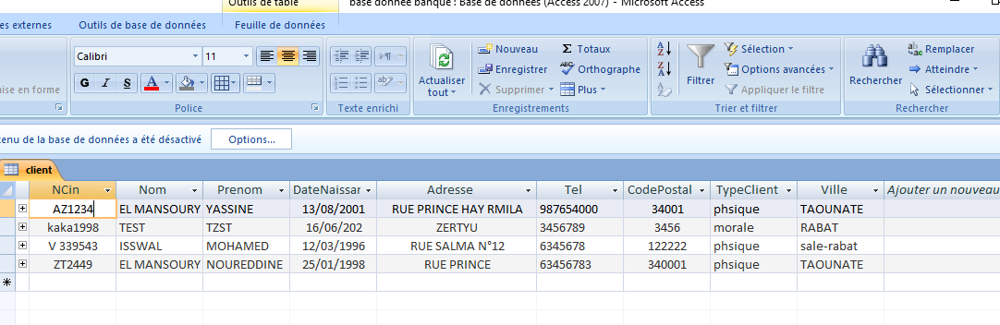 Outils de table base donnée banque : Base de données (Access 2007) - Microsoft Access
es externes Outils de base de données Feuille de données
Calibri 11 Nouveau Σ Totaux Sélection Remplacer
Enregistrer Orthographe Options avancées Atteindre
ise en forme G I S A Actualiser tout Supprimer Plus Filtrer Appliquer le filtre Rechercher Sélectionner
Police Texte enrichi Enregistrements Trier et filtrer Rechercher
enu de la base de données a été désactivé Options...
client
NCin Nom Prenom DateNaissar Adresse Tel CodePostal TypeClient Ville Ajouter un nouveau
AZ1234 EL MANSOURY YASSINE 13/08/2001 RUE PRINCE HAY RMILA 987654000 34001 phsique TAOUNATE
kaka1998 TEST TZST 16/06/202 ZERTYU 3456789 3456 morale RABAT
V 339543 ISSWAL MOHAMED 12/03/1996 RUE SALMA N°12 6345678 122222 phsique sale-rabat
ZT2449 EL MANSOURY NOUREDDINE 25/01/1998 RUE PRINCE 63456783 340001 phsique TAOUNATE